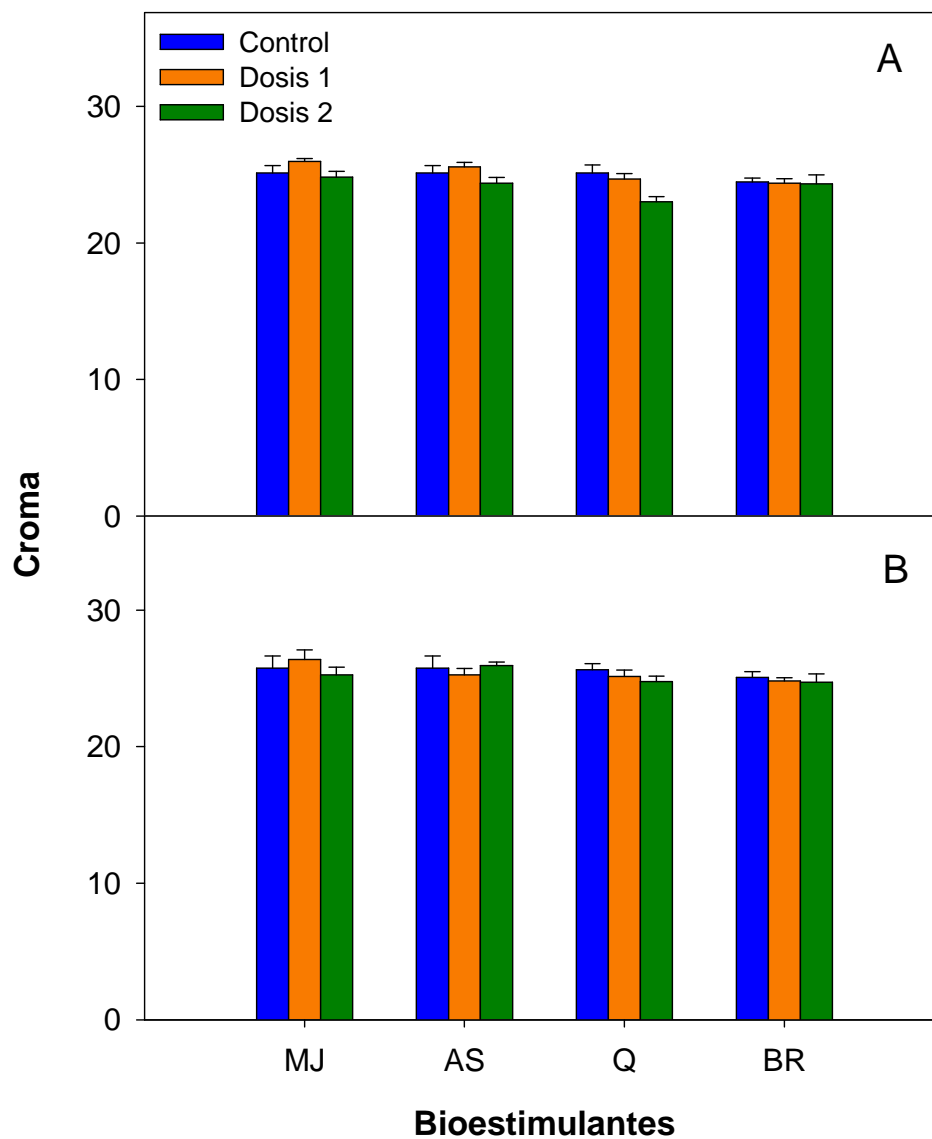 Control
Dosis 1
Dosis 2
A
30
20
10
0
Croma
B
30
20
10
0
MJ AS Q BR
Bioestimulantes